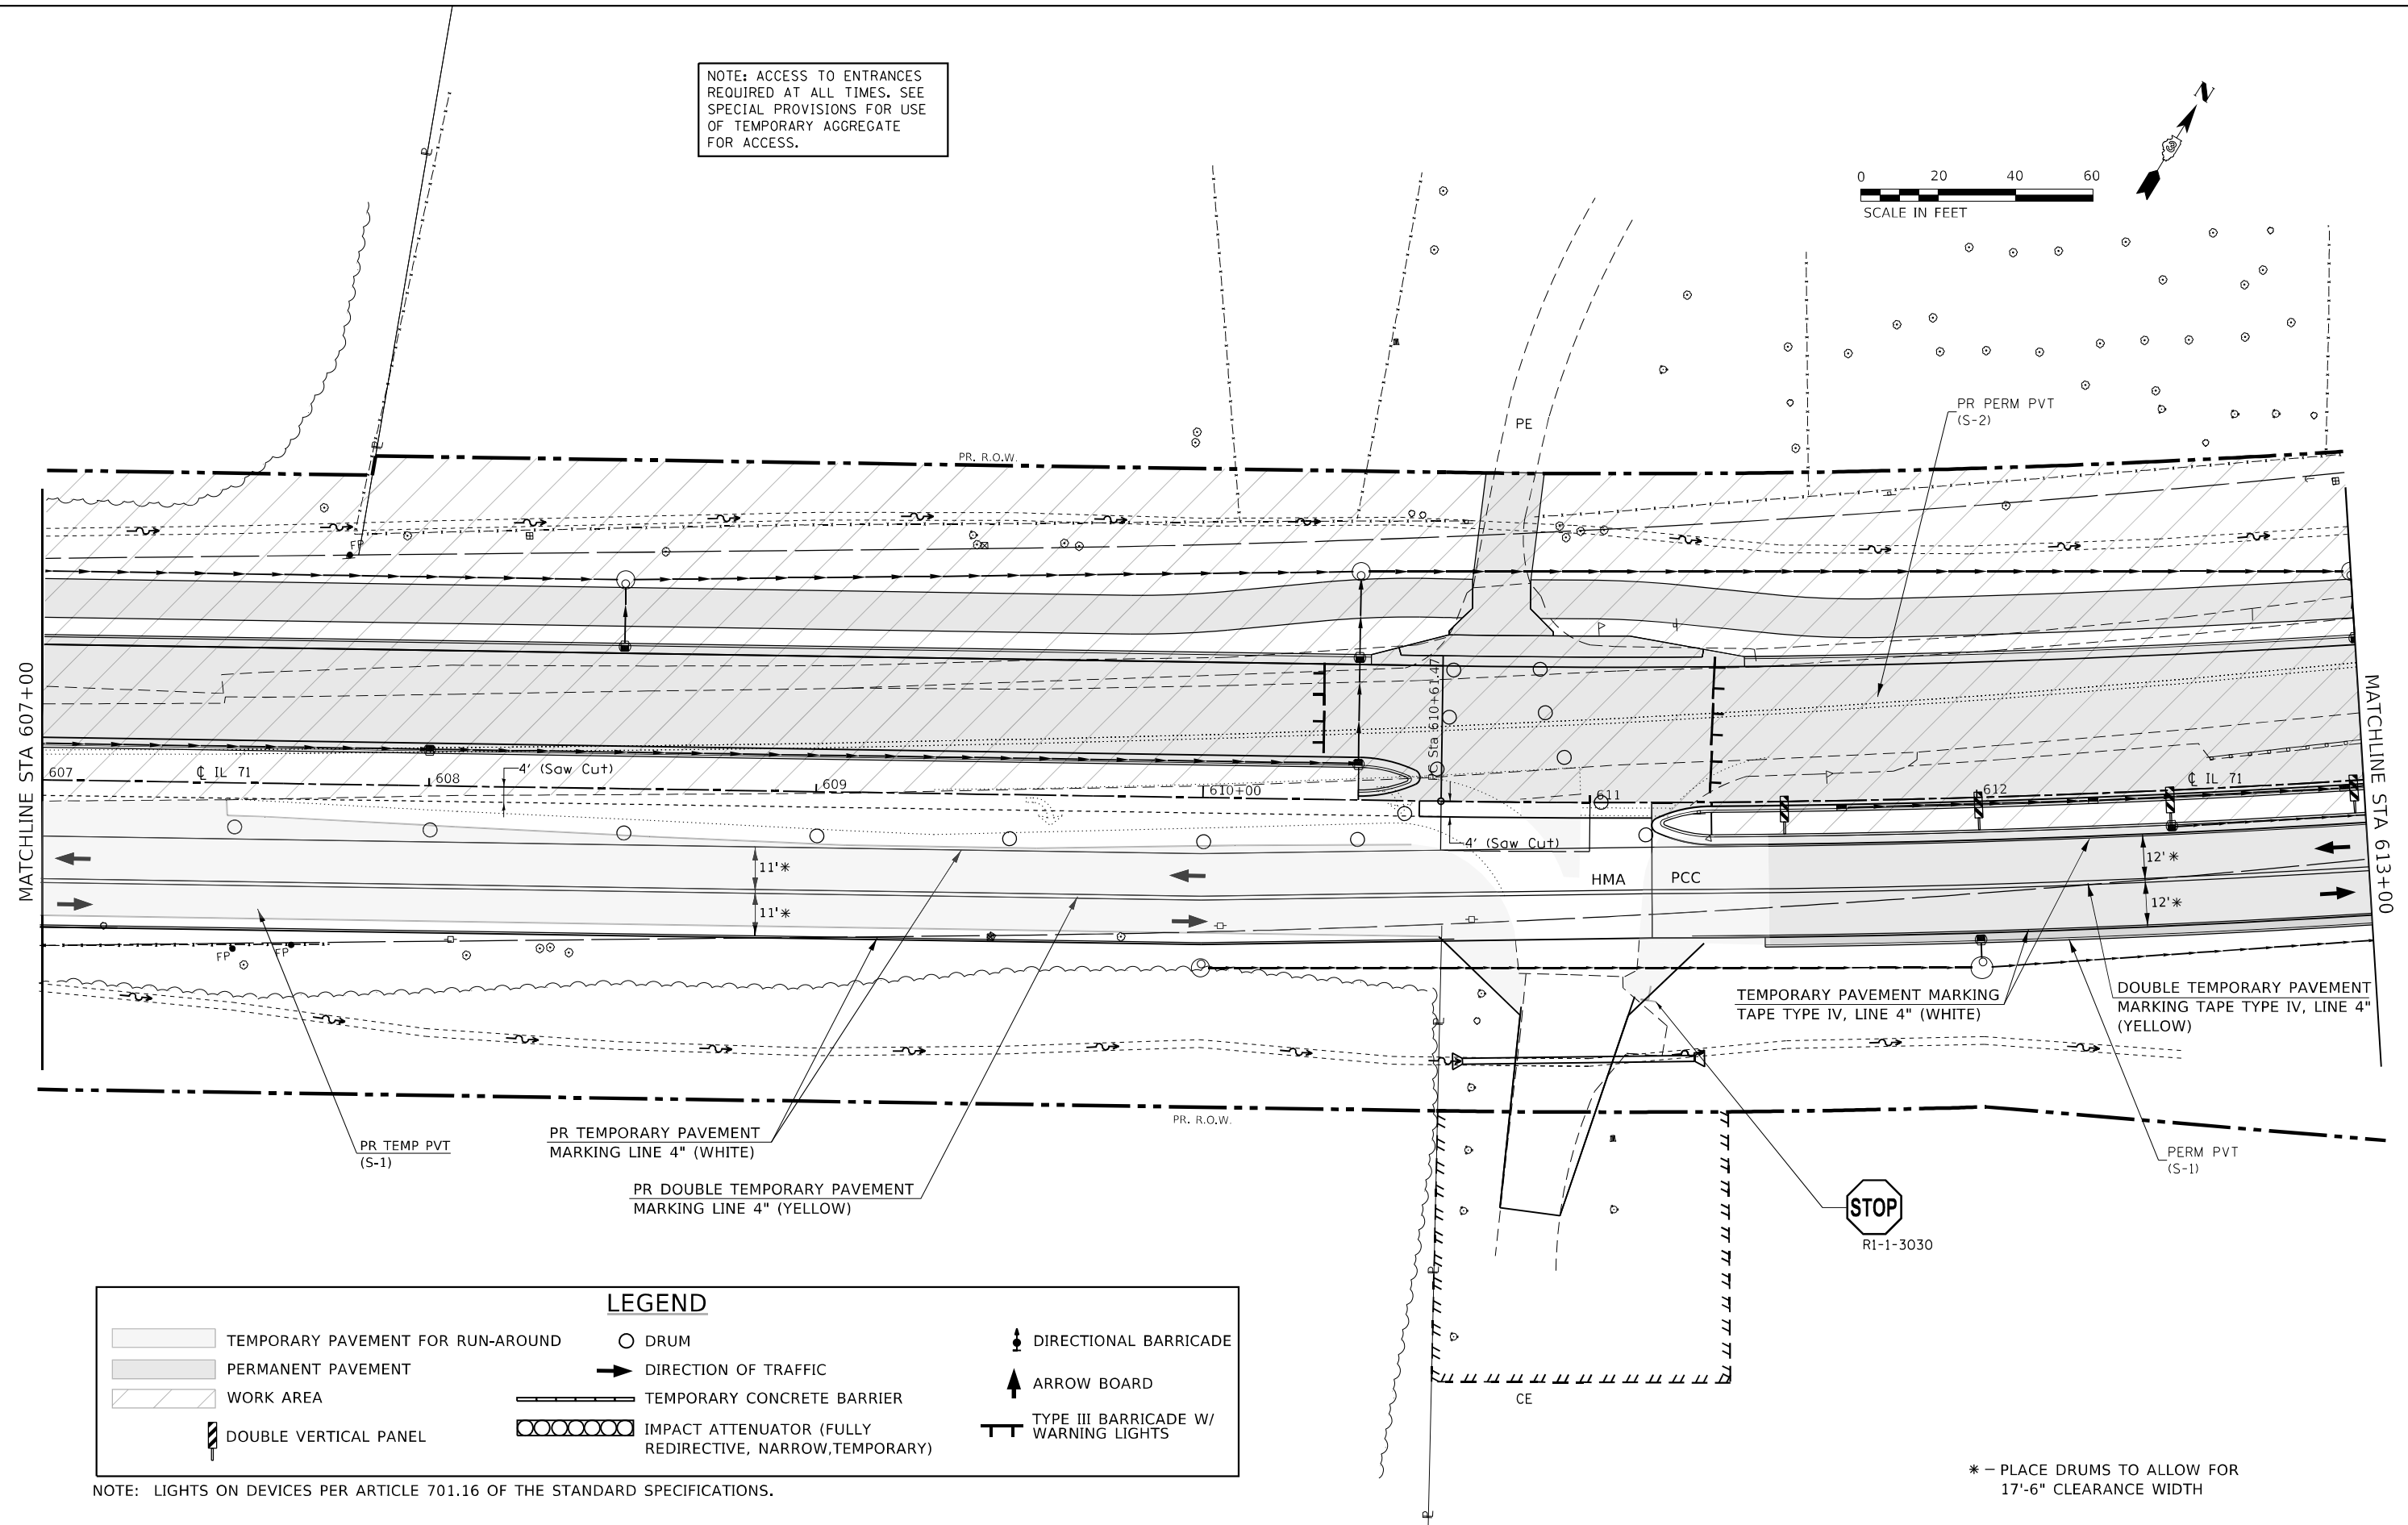 NOTE: ACCESS TO ENTRANCES
REQUIRED AT ALL TIMES. SEE
SPECIAL PROVISIONS FOR USE
OF TEMPORARY AGGREGATE
FOR ACCESS.
N
3
0 20 40 60
SCALE IN FEET
PL
PL
PE
PR PERM PVT
(S-2)
PR. R.O.W.
FP
MATCHLINE STA 607+00
MATCHLINE STA 613+00
PC Sta 610+61.47
607
℄ IL 71
608
4' (Saw Cut)
609
610+00
611
612
℄ IL 71
4' (Saw Cut)
11'*
11'*
HMA
PCC
12'*
12'*
FP
FP
TEMPORARY PAVEMENT MARKING
TAPE TYPE IV, LINE 4" (WHITE)
DOUBLE TEMPORARY PAVEMENT
MARKING TAPE TYPE IV, LINE 4"
(YELLOW)
PL
PR. R.O.W.
PR TEMP PVT
(S-1)
PR TEMPORARY PAVEMENT
MARKING LINE 4" (WHITE)
PERM PVT
(S-1)
PR DOUBLE TEMPORARY PAVEMENT
MARKING LINE 4" (YELLOW)
STOP
R1-1-3030
PL
CE
PL
LEGEND
TEMPORARY PAVEMENT FOR RUN-AROUND
PERMANENT PAVEMENT
WORK AREA
DOUBLE VERTICAL PANEL
DRUM
DIRECTION OF TRAFFIC
TEMPORARY CONCRETE BARRIER
IMPACT ATTENUATOR (FULLY
REDIRECTIVE, NARROW,TEMPORARY)
DIRECTIONAL BARRICADE
ARROW BOARD
TYPE III BARRICADE W/
WARNING LIGHTS
NOTE: LIGHTS ON DEVICES PER ARTICLE 701.16 OF THE STANDARD SPECIFICATIONS.
* – PLACE DRUMS TO ALLOW FOR
17'-6" CLEARANCE WIDTH